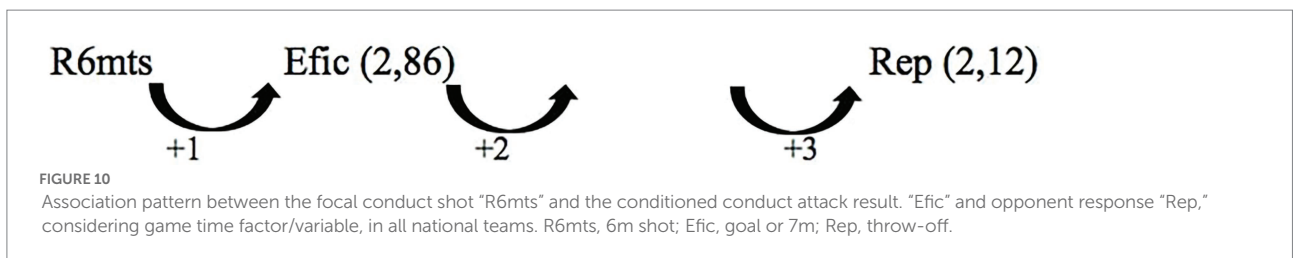 R6mts Efic (2,86) Rep (2,12)
+1 +2 +3
FIGURE 10
Association pattern between the focal conduct shot “R6mts” and the conditioned conduct attack result. “Efic” and opponent response “Rep,”
considering game time factor/variable, in all national teams. R6mts, 6m shot; Efic, goal or 7m; Rep, throw-off.